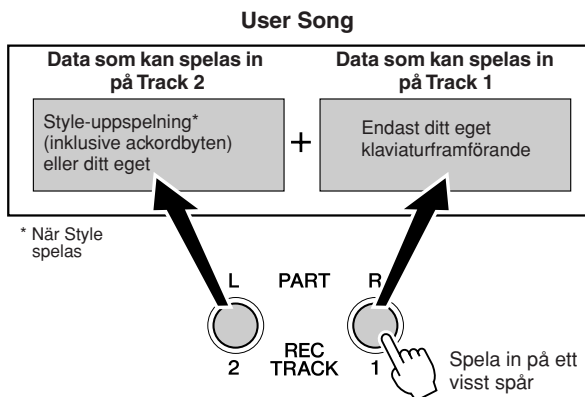 User Song
Data som kan spelas in
på Track 2
Data som kan spelas in
på Track 1
Style-uppspelning*
(inklusive ackordbyten)
eller ditt eget
+
Endast ditt eget
klaviaturframförande
* När Style
spelas
L PART R
2 REC TRACK 1
Spela in på ett
visst spår